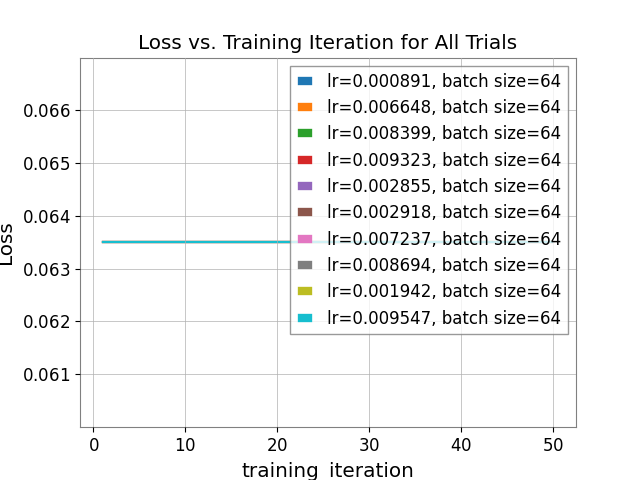 Loss vs. Training Iteration for All Trials
lr=0.000891, batch size=64
lr=0.006648, batch size=64
lr=0.008399, batch size=64
lr=0.009323, batch size=64
lr=0.002855, batch size=64
lr=0.002918, batch size=64
lr=0.007237, batch size=64
lr=0.008694, batch size=64
lr=0.001942, batch size=64
lr=0.009547, batch size=64
Loss
0.066
0.065
0.064
0.063
0.062
0.061
0 10 20 30 40 50
training_iteration